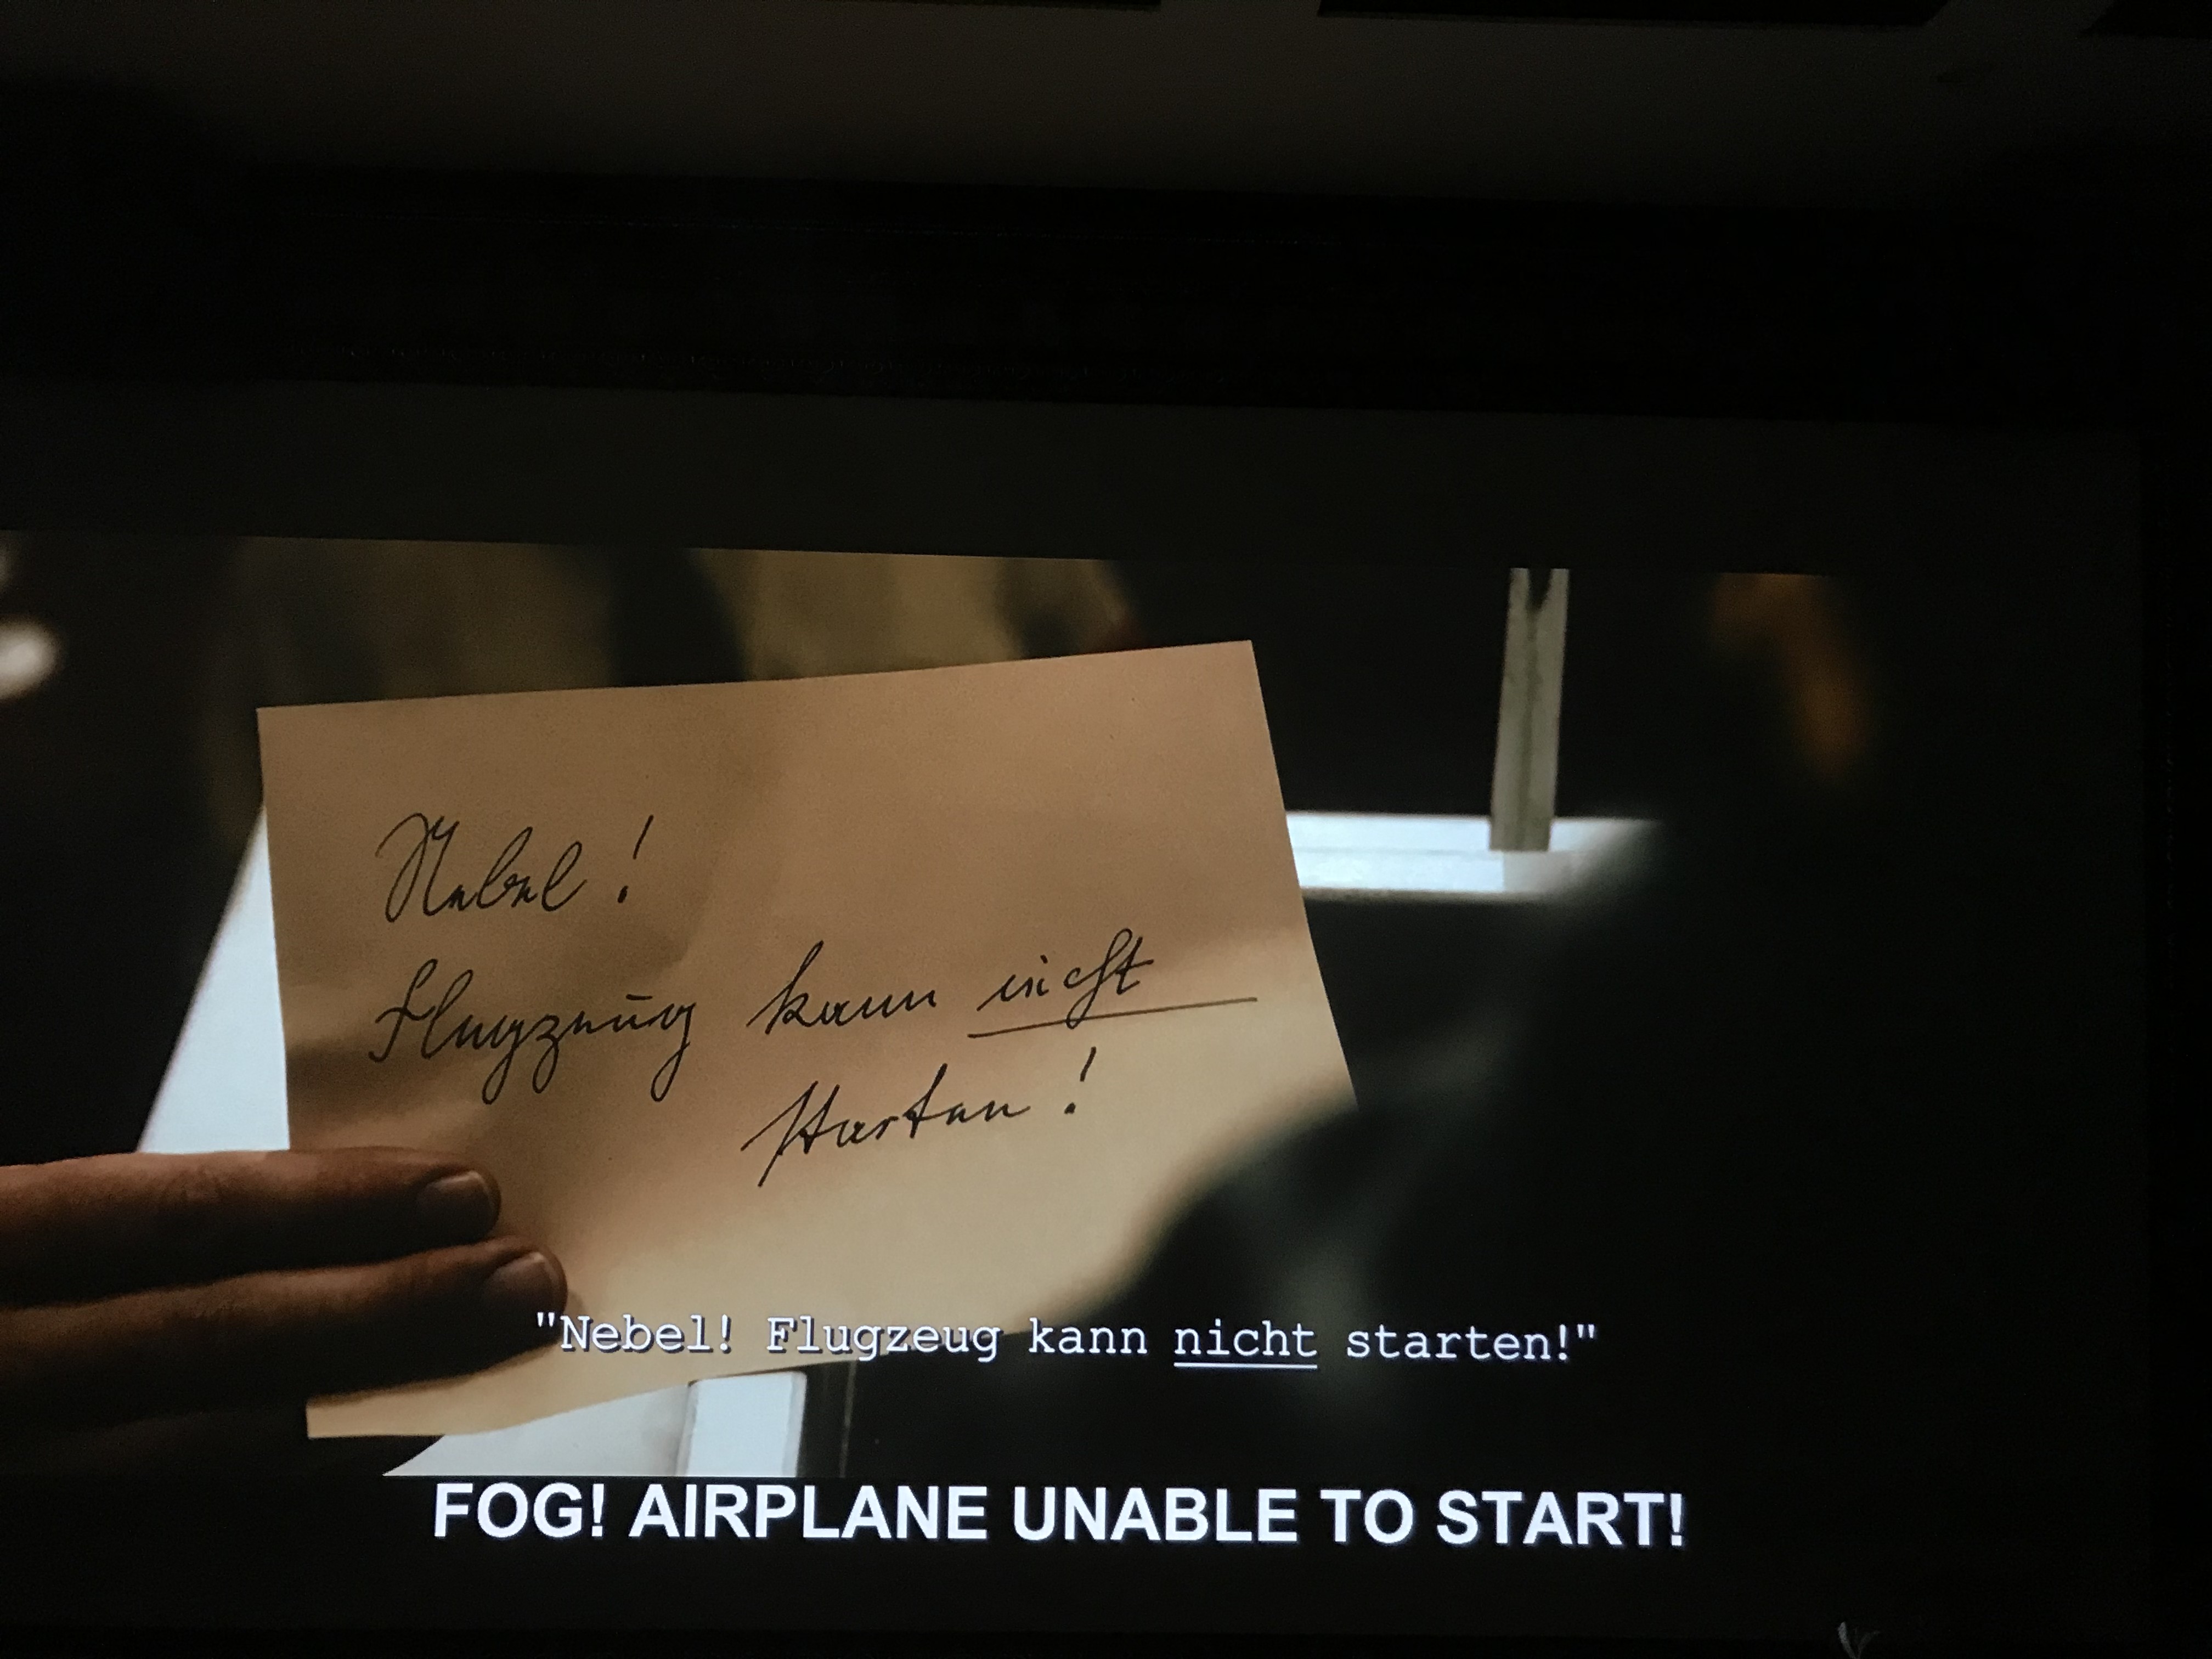 Nebel!
Flugzeug kann nicht
starten!
"Nebel! Flugzeug kann nicht starten!"
FOG! AIRPLANE UNABLE TO START!